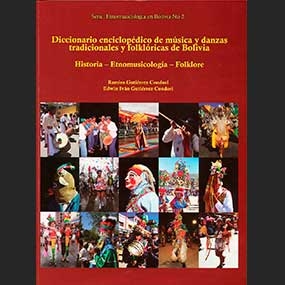 Serie: Etnomusicología en Bolivia No 2
Diccionario enciclopédico de música y danzas
tradicionales y folklóricas de Bolivia
Historia – Etnomusicología – Folklore
Ramiro Gutiérrez Condori
Edwin Iván Gutiérrez Condori